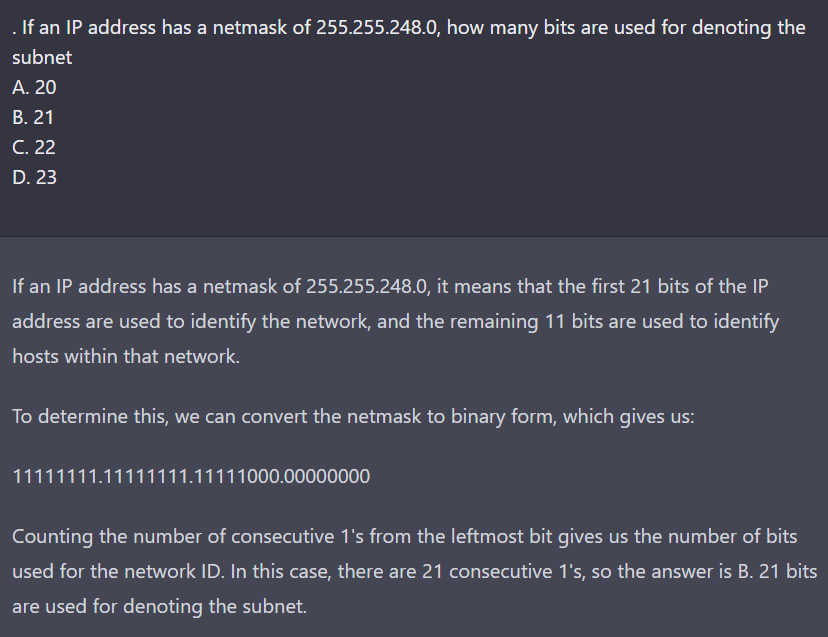 . If an IP address has a netmask of 255.255.248.0, how many bits are used for denoting the
subnet
A. 20
B. 21
C. 22
D. 23
If an IP address has a netmask of 255.255.248.0, it means that the first 21 bits of the IP
address are used to identify the network, and the remaining 11 bits are used to identify
hosts within that network.
To determine this, we can convert the netmask to binary form, which gives us:
11111111.11111111.11111000.00000000
Counting the number of consecutive 1's from the leftmost bit gives us the number of bits
used for the network ID. In this case, there are 21 consecutive 1's, so the answer is B. 21 bits
are used for denoting the subnet.